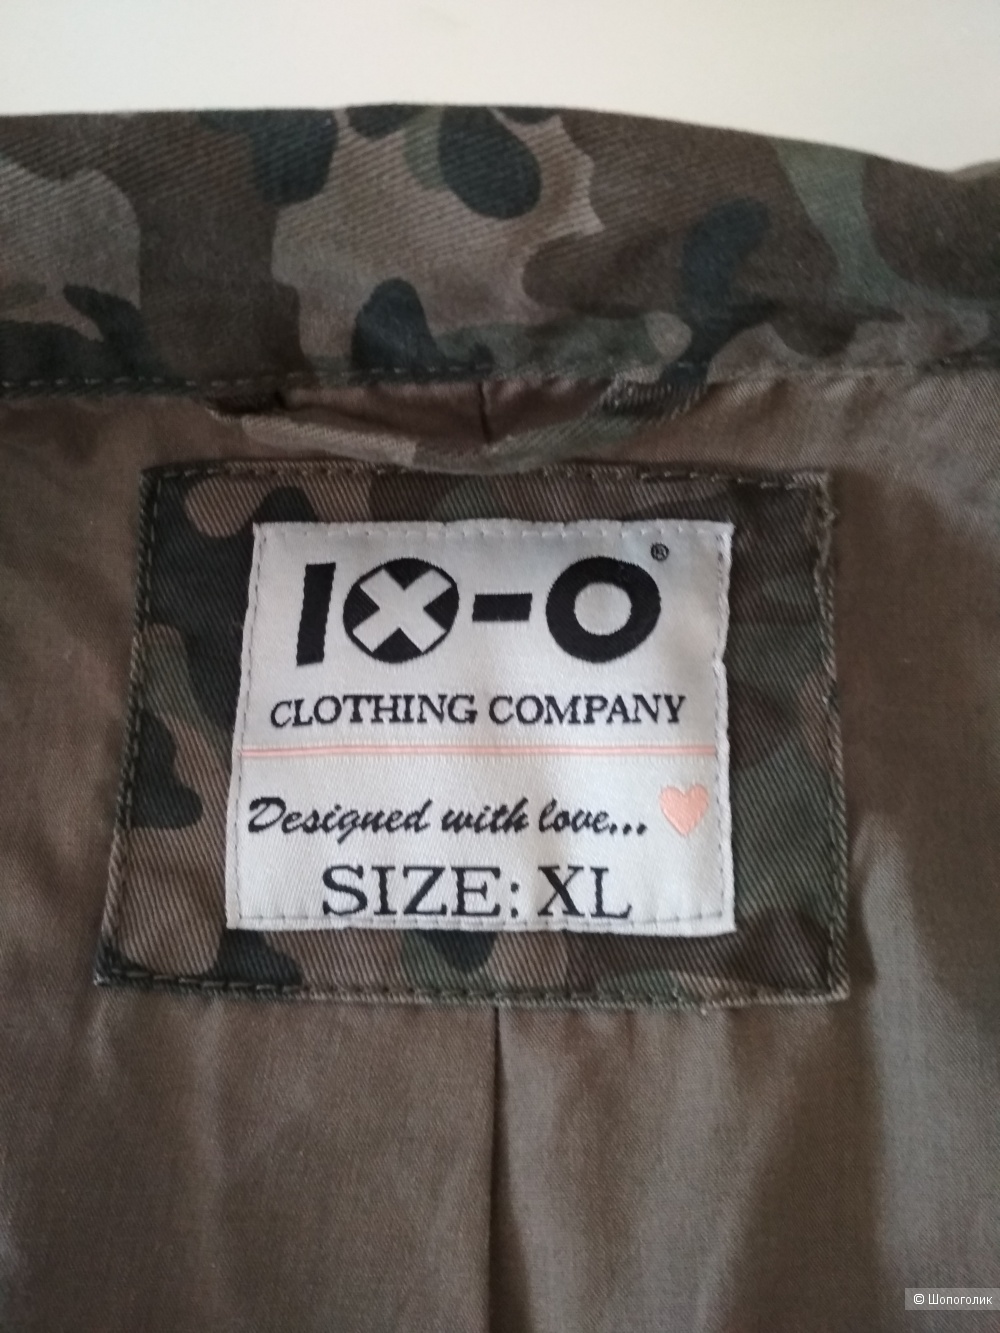 IX-O®
CLOTHING COMPANY
Designed with love...
SIZE: XL
© Шопоголик